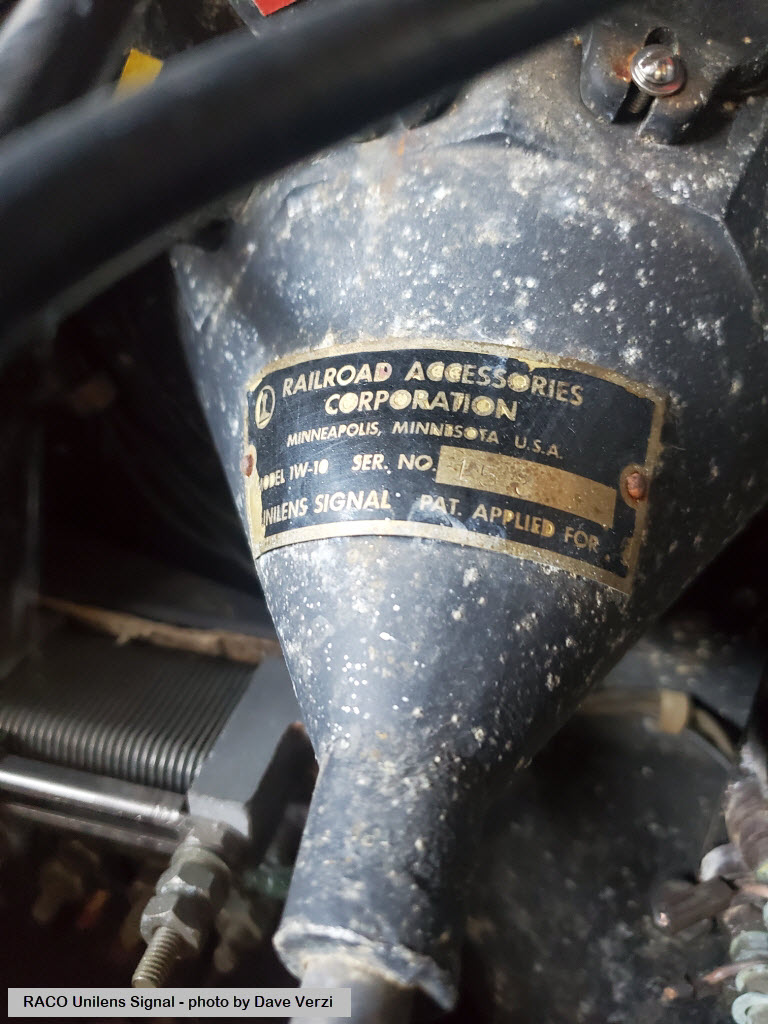 RAILROAD ACCESSORIES
CORPORATION
MINNEAPOLIS, MINNESOTA U.S.A.
MODEL 1W-10 SER. NO.
UNILENS SIGNAL PAT. APPLIED FOR
RACO Unilens Signal - photo by Dave Verzi